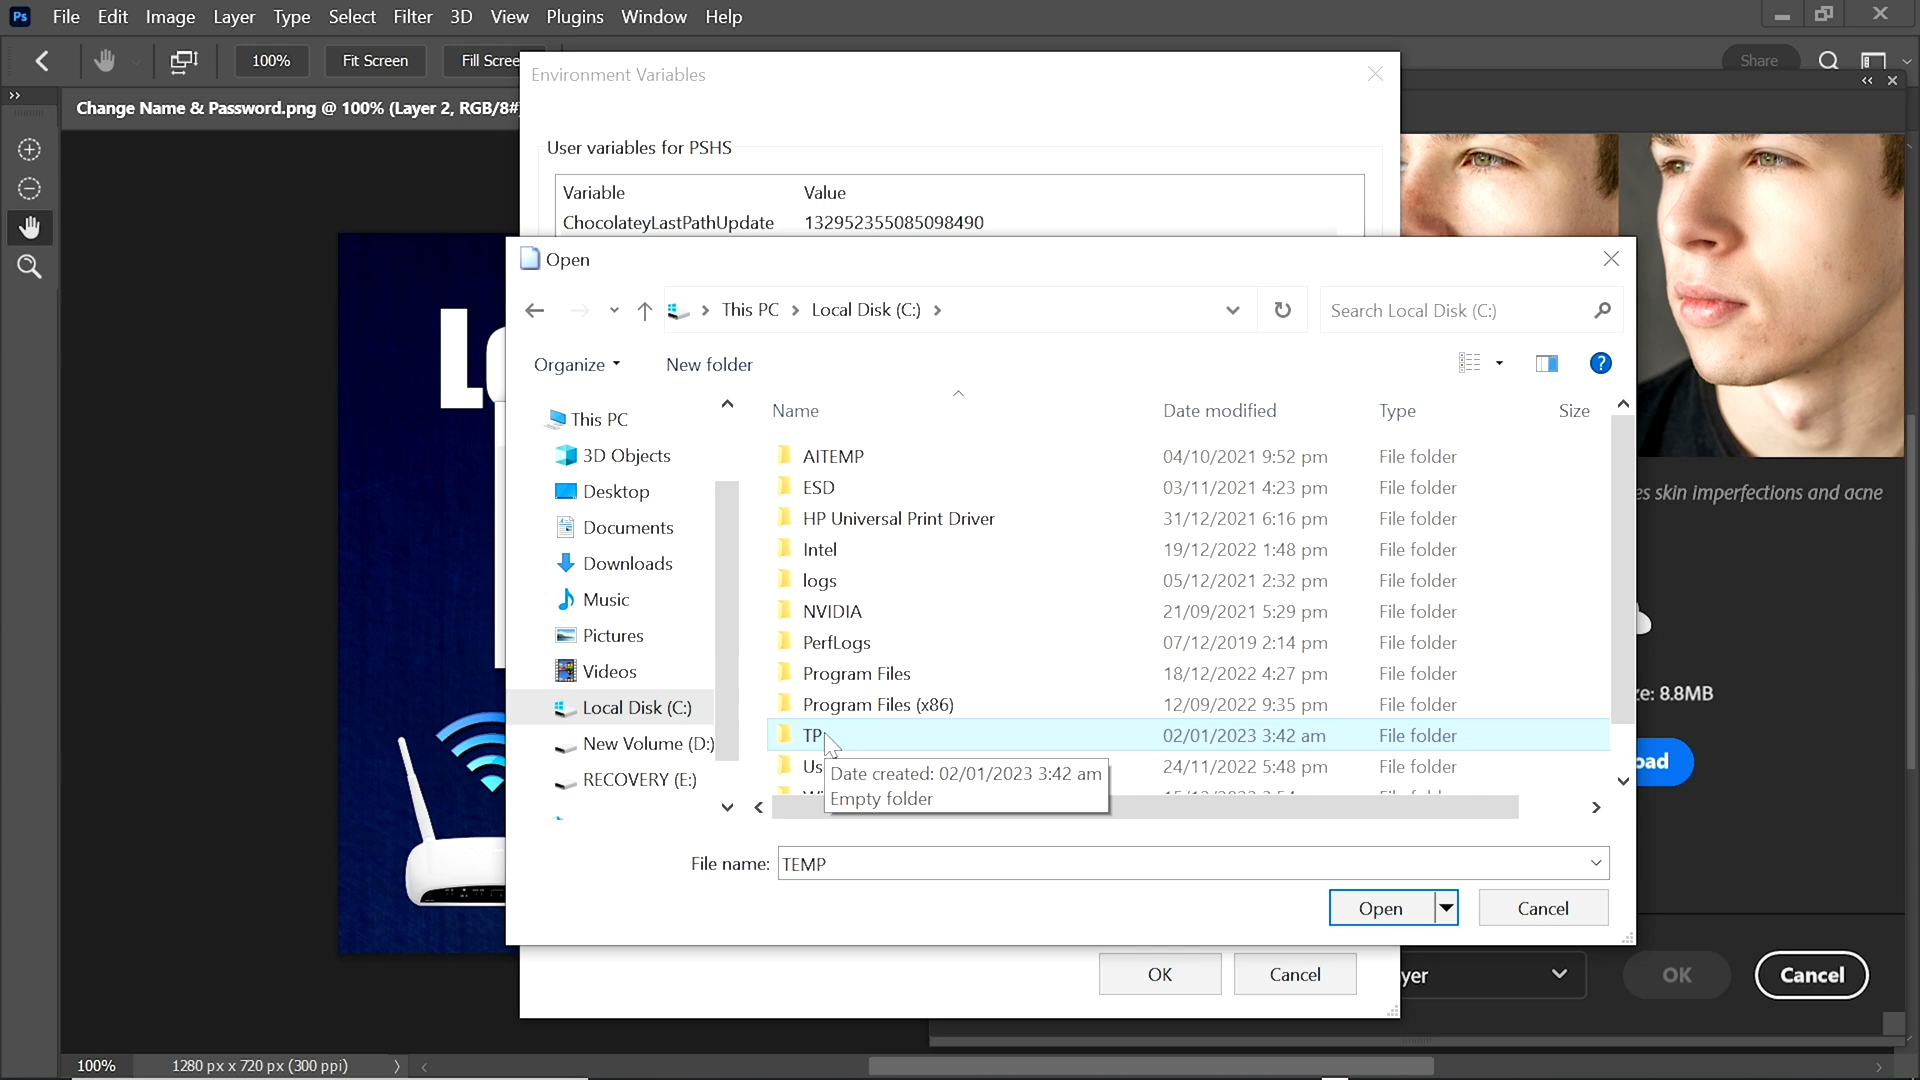 Ps File Edit Image Layer Type Select Filter 3D View Plugins Window Help
100% Fit Screen Fill Scree
Share
Change Name & Password.png @ 100% (Layer 2, RGB/8#
Environment Variables
User variables for PSHS
Variable Value
ChocolateyLastPathUpdate 132952355085098490
Open
This PC Local Disk (C:)
Search Local Disk (C:)
Organize New folder
?
Name Date modified Type Size
This PC
3D Objects
Desktop
Documents
Downloads
Music
Pictures
Videos
Local Disk (C:)
New Volume (D:)
RECOVERY (E:)
AITEMP 04/10/2021 9:52 pm File folder
ESD 03/11/2021 4:23 pm File folder
HP Universal Print Driver 31/12/2021 6:16 pm File folder
Intel 19/12/2022 1:48 pm File folder
logs 05/12/2021 2:32 pm File folder
NVIDIA 21/09/2021 5:29 pm File folder
PerfLogs 07/12/2019 2:14 pm File folder
Program Files 18/12/2022 4:27 pm File folder
Program Files (x86) 12/09/2022 9:35 pm File folder
TP 02/01/2023 3:42 am File folder
Us 24/11/2022 5:48 pm File folder
Date created: 02/01/2023 3:42 am
Empty folder
File name: TEMP
Open Cancel
OK Cancel
es skin imperfections and acne
ze: 8.8MB
oad
yer
OK Cancel
100% 1280 px x 720 px (300 ppi)